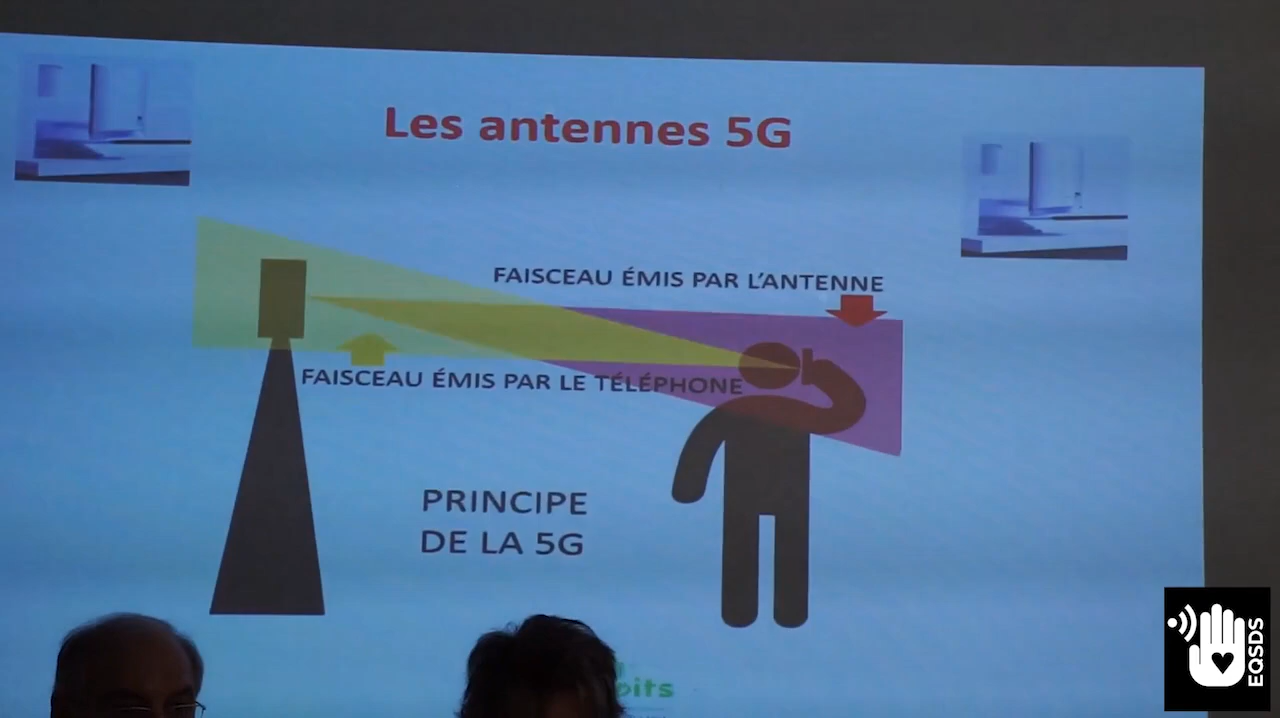 Les antennes 5G
FAISCEAU ÉMIS PAR L'ANTENNE
FAISCEAU ÉMIS PAR LE TÉLÉPHONE
PRINCIPE
DE LA 5G
EQSDS